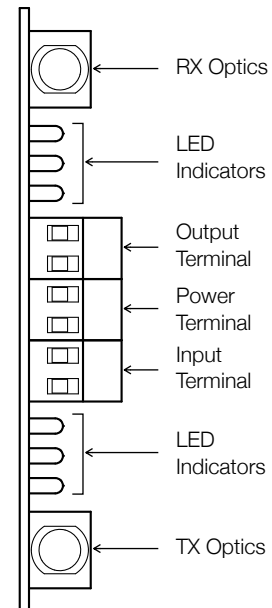 RX Optics
LED
Indicators
Output
Terminal
Power
Terminal
Input
Terminal
LED
Indicators
TX Optics